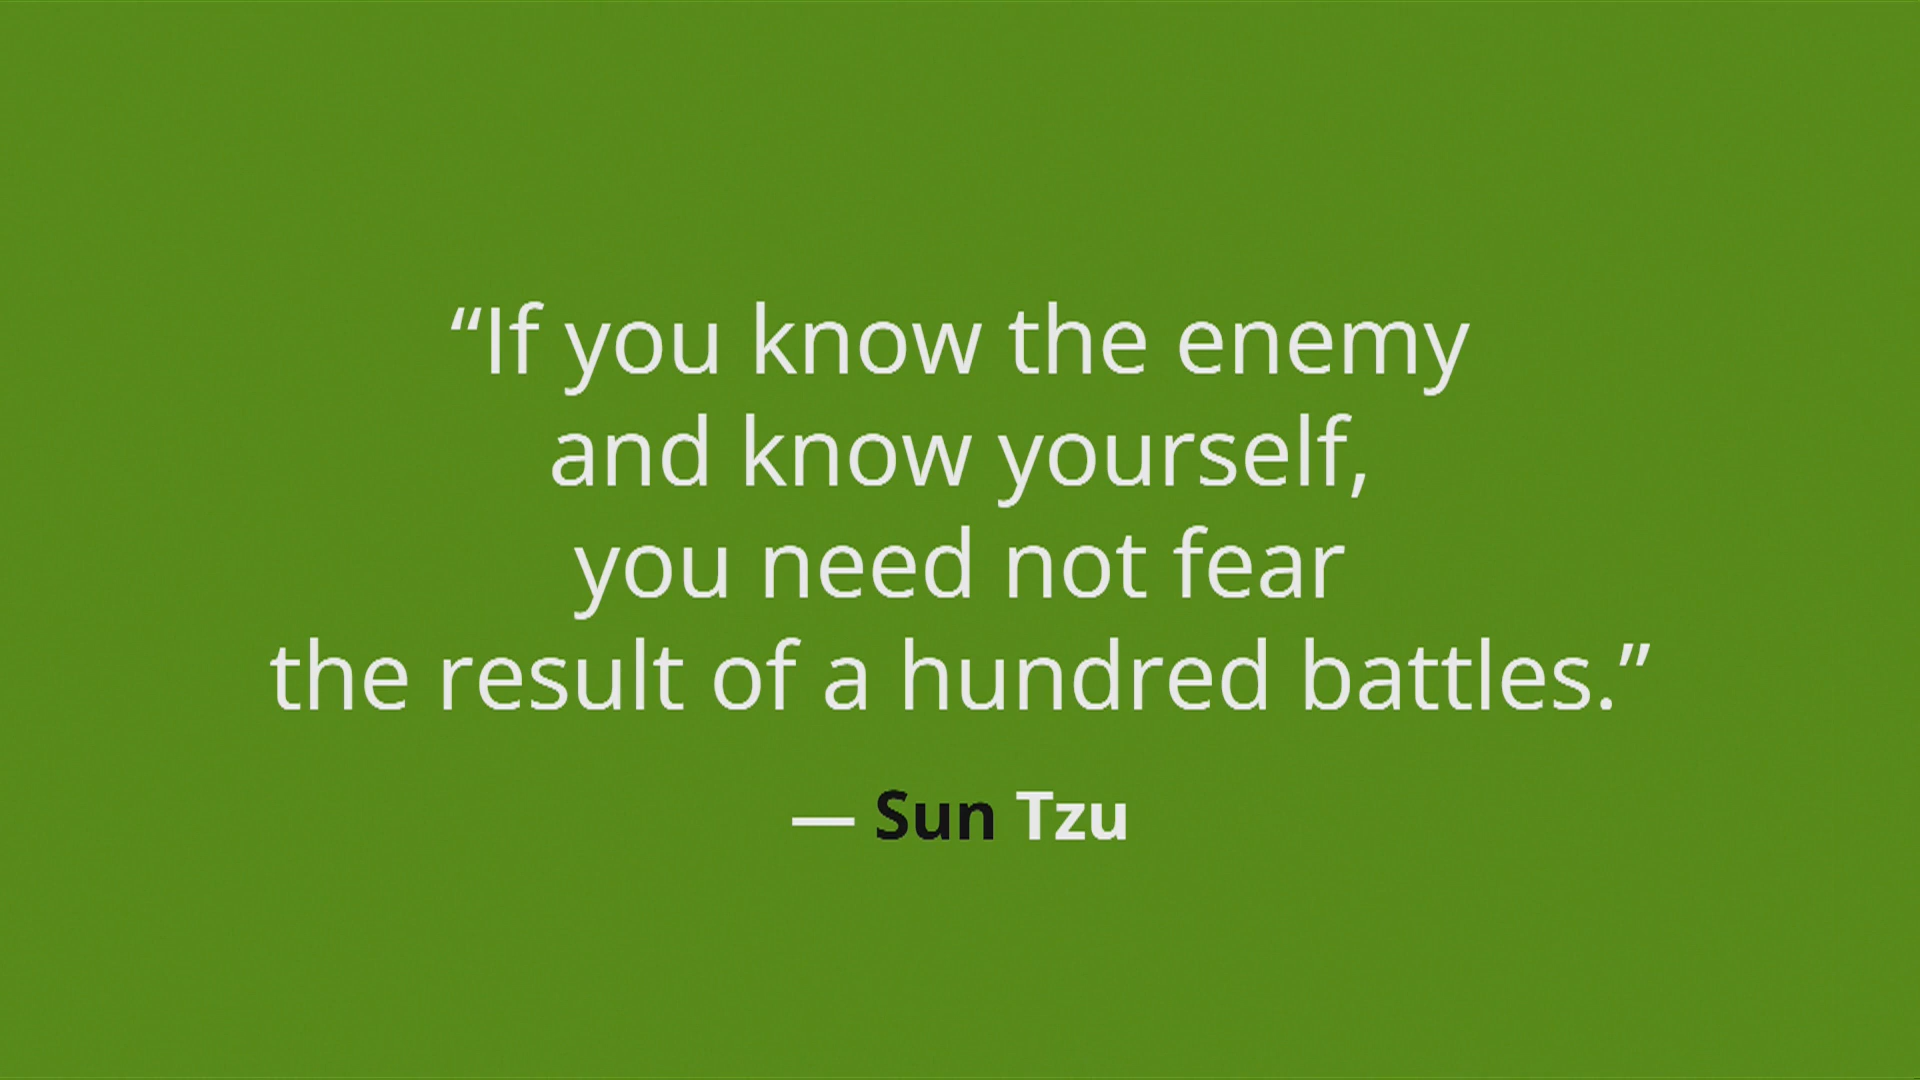 “If you know the enemy
and know yourself,
you need not fear
the result of a hundred battles.”
— Sun Tzu